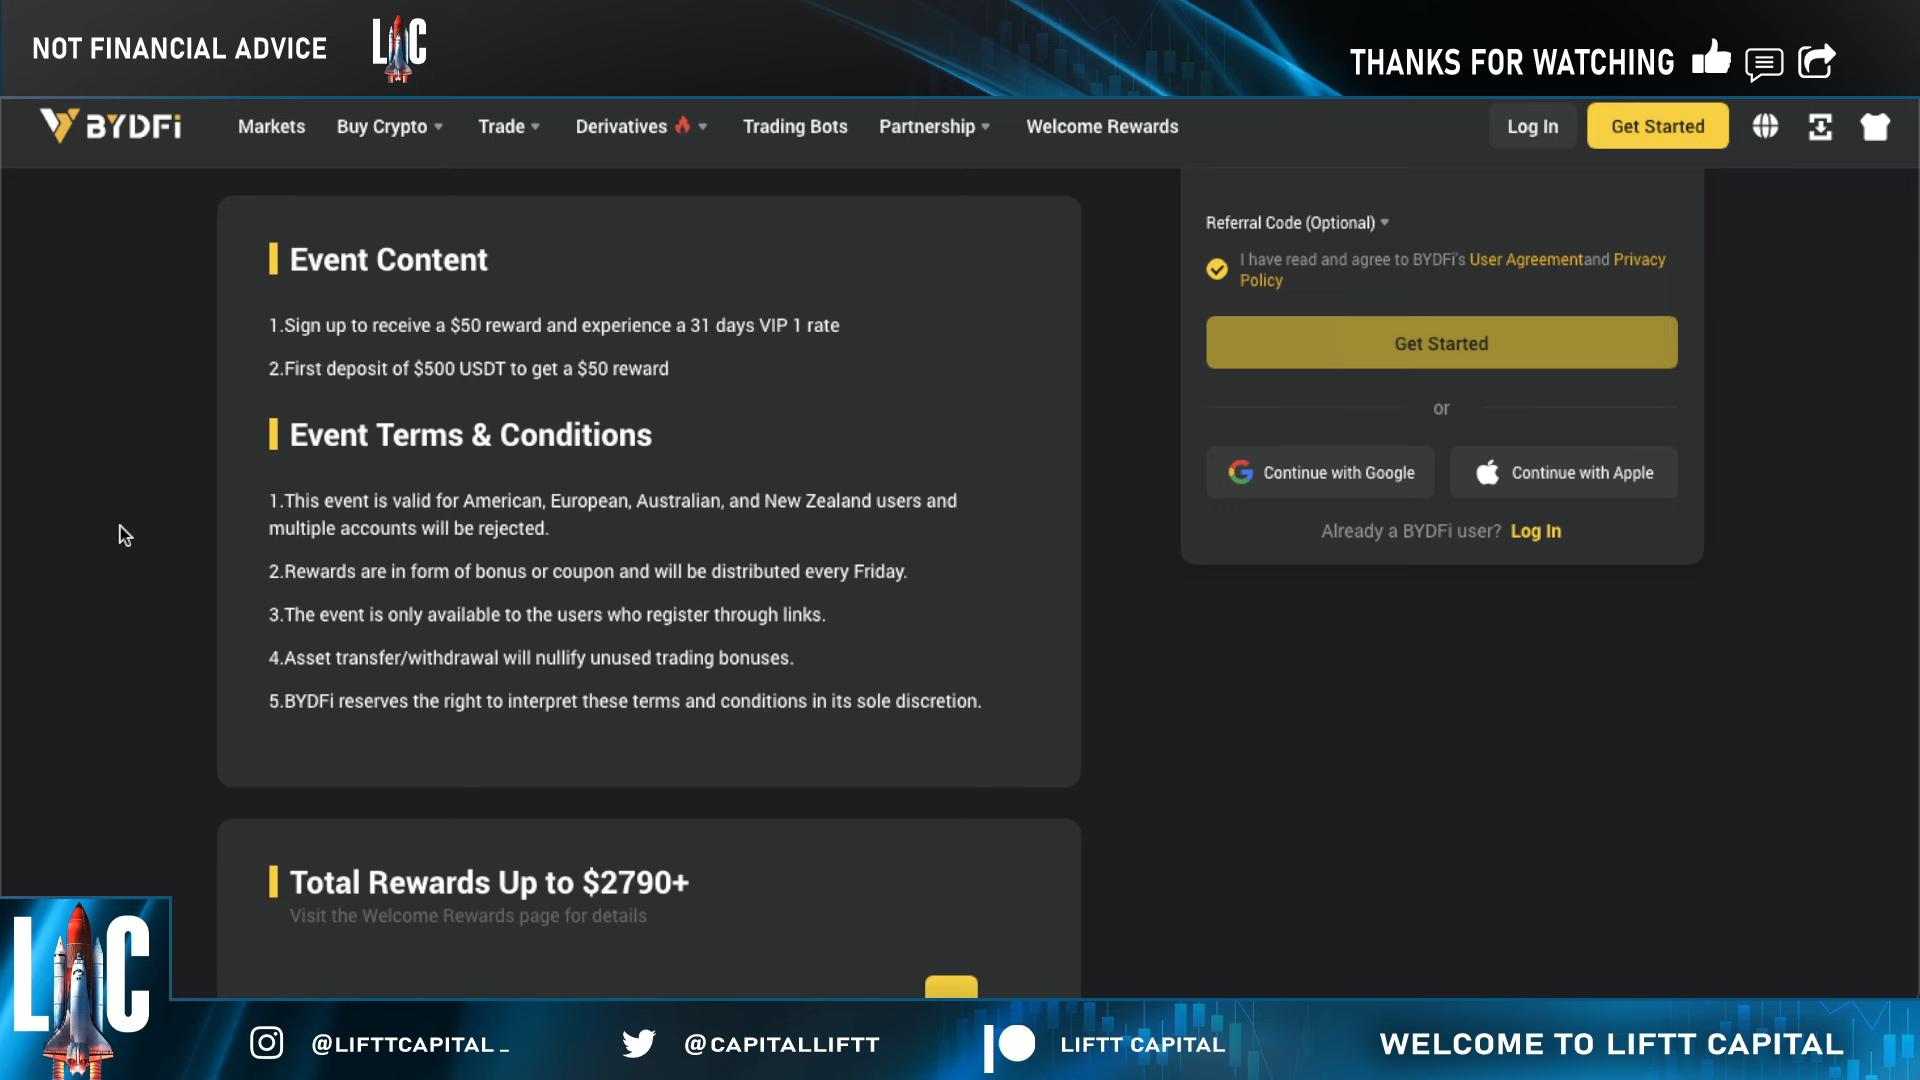 NOT FINANCIAL ADVICE
LC
THANKS FOR WATCHING
BYDFi
Markets
Buy Crypto
Trade
Derivatives
Trading Bots
Partnership
Welcome Rewards
Log In
Get Started
Event Content
1.Sign up to receive a $50 reward and experience a 31 days VIP 1 rate
2.First deposit of $500 USDT to get a $50 reward
Event Terms & Conditions
1.This event is valid for American, European, Australian, and New Zealand users and
multiple accounts will be rejected.
2.Rewards are in form of bonus or coupon and will be distributed every Friday.
3.The event is only available to the users who register through links.
4.Asset transfer/withdrawal will nullify unused trading bonuses.
5.BYDFi reserves the right to interpret these terms and conditions in its sole discretion.
Total Rewards Up to $2790+
Visit the Welcome Rewards page for details
Referral Code (Optional)
I have read and agree to BYDFi's User Agreementand Privacy
Policy
Get Started
or
Continue with Google
Continue with Apple
Already a BYDFi user? Log In
LC
@LIFTTCAPITAL_
@CAPITALLIFTT
LIFTT CAPITAL
WELCOME TO LIFTT CAPITAL